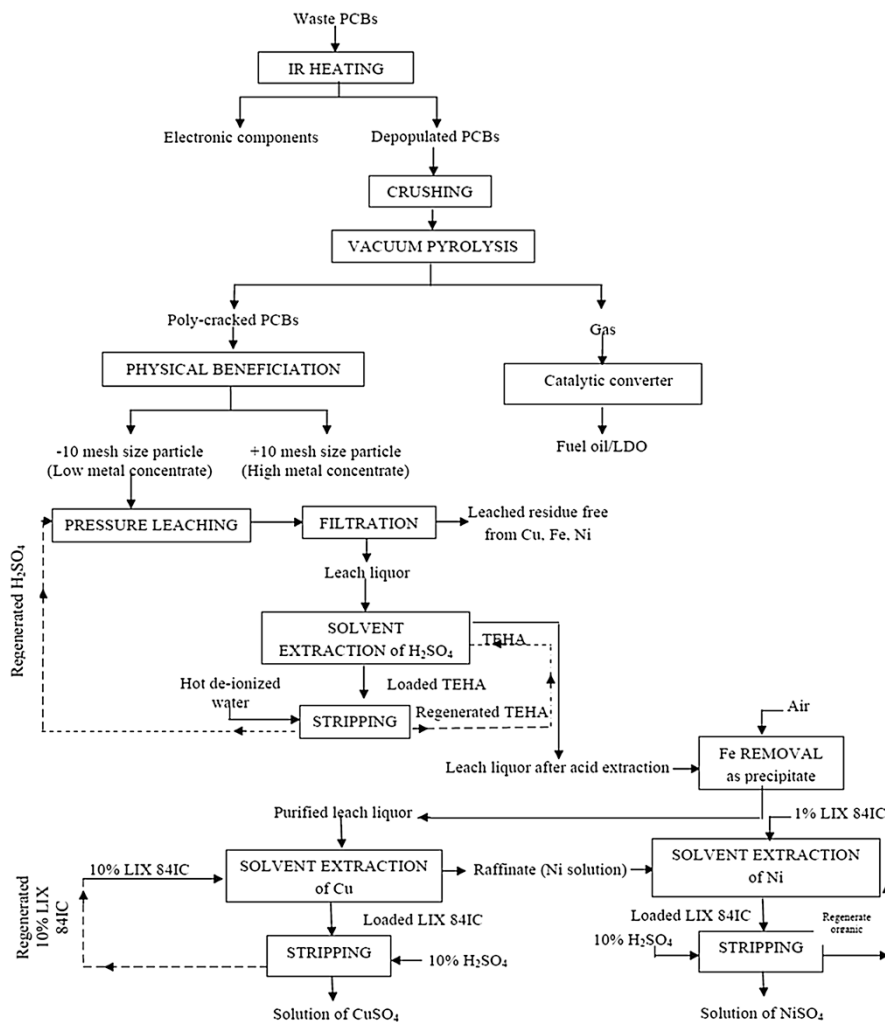 Waste PCBs
IR HEATING
Electronic components
Depopulated PCBs
CRUSHING
VACUUM PYROLYSIS
Poly-cracked PCBs
Gas
PHYSICAL BENEFICIATION
Catalytic converter
-10 mesh size particle
(Low metal concentrate)
+10 mesh size particle
(High metal concentrate)
Fuel oil/LDO
PRESSURE LEACHING
FILTRATION
Leached residue free
from Cu, Fe, Ni
Regenerated H₂SO₄
Leach liquor
SOLVENT
EXTRACTION of H₂SO₄
TEHA
Loaded TEHA
Hot de-ionized
water
STRIPPING
Regenerated TEHA
Air
Leach liquor after acid extraction
Fe REMOVAL
as precipitate
Purified leach liquor
1% LIX 84IC
10% LIX 84IC
SOLVENT EXTRACTION
of Cu
Raffinate (Ni solution)
SOLVENT EXTRACTION
of Ni
Regenerated
10% LIX
84IC
Loaded LIX 84IC
Loaded LIX 84IC
Regenerate
organic
STRIPPING
10% H₂SO₄
10% H₂SO₄
STRIPPING
Solution of CuSO₄
Solution of NiSO₄